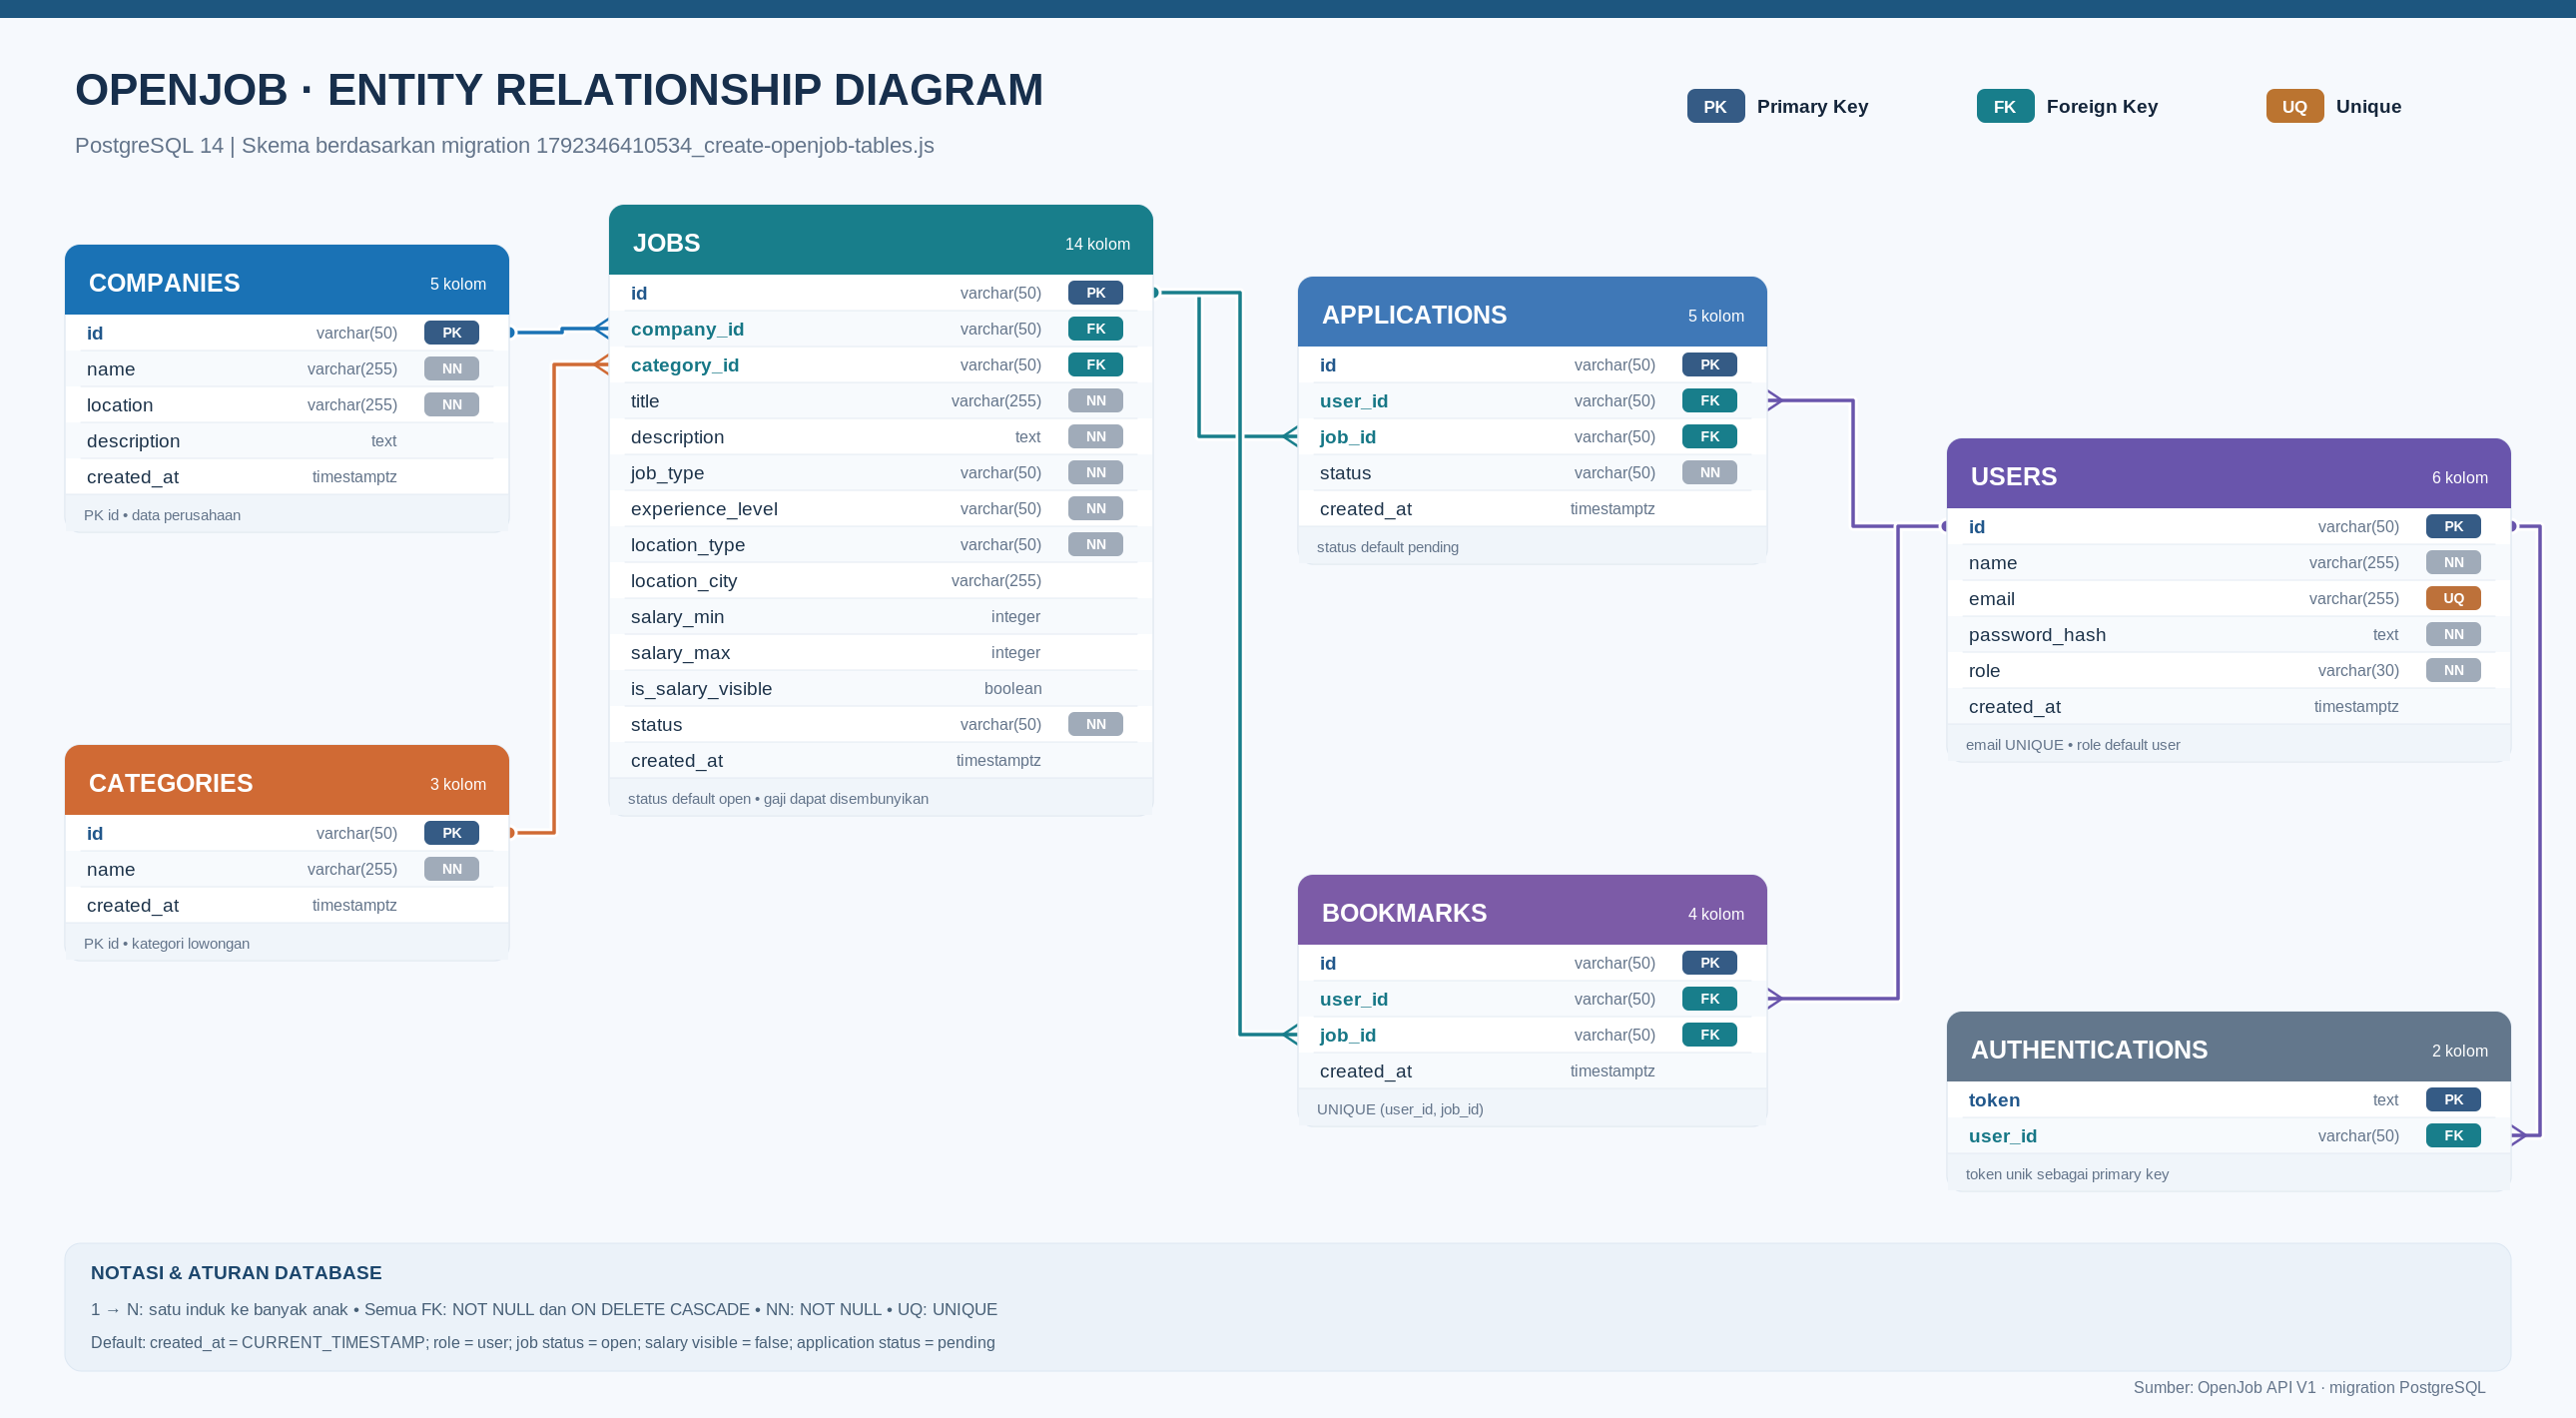 OPENJOB · ENTITY RELATIONSHIP DIAGRAM
PostgreSQL 14 | Skema berdasarkan migration 1792346410534_create-openjob-tables.js
PK Primary Key
FK Foreign Key
UQ Unique
COMPANIES 5 kolom
id varchar(50) PK
name varchar(255) NN
location varchar(255) NN
description text
created_at timestamptz
PK id • data perusahaan
CATEGORIES 3 kolom
id varchar(50) PK
name varchar(255) NN
created_at timestamptz
PK id • kategori lowongan
JOBS 14 kolom
id varchar(50) PK
company_id varchar(50) FK
category_id varchar(50) FK
title varchar(255) NN
description text NN
job_type varchar(50) NN
experience_level varchar(50) NN
location_type varchar(50) NN
location_city varchar(255)
salary_min integer
salary_max integer
is_salary_visible boolean
status varchar(50) NN
created_at timestamptz
status default open • gaji dapat disembunyikan
APPLICATIONS 5 kolom
id varchar(50) PK
user_id varchar(50) FK
job_id varchar(50) FK
status varchar(50) NN
created_at timestamptz
status default pending
BOOKMARKS 4 kolom
id varchar(50) PK
user_id varchar(50) FK
job_id varchar(50) FK
created_at timestamptz
UNIQUE (user_id, job_id)
USERS 6 kolom
id varchar(50) PK
name varchar(255) NN
email varchar(255) UQ
password_hash text NN
role varchar(30) NN
created_at timestamptz
email UNIQUE • role default user
AUTHENTICATIONS 2 kolom
token text PK
user_id varchar(50) FK
token unik sebagai primary key
NOTASI & ATURAN DATABASE
1 → N: satu induk ke banyak anak • Semua FK: NOT NULL dan ON DELETE CASCADE • NN: NOT NULL • UQ: UNIQUE
Default: created_at = CURRENT_TIMESTAMP; role = user; job status = open; salary visible = false; application status = pending
Sumber: OpenJob API V1 · migration PostgreSQL